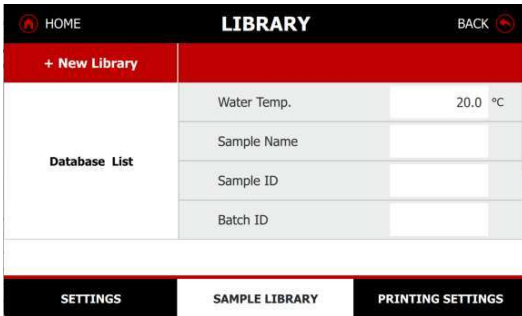 HOME
LIBRARY
BACK
+ New Library
Water Temp.
20.0 °C
Sample Name
Database List
Sample ID
Batch ID
SETTINGS
SAMPLE LIBRARY
PRINTING SETTINGS